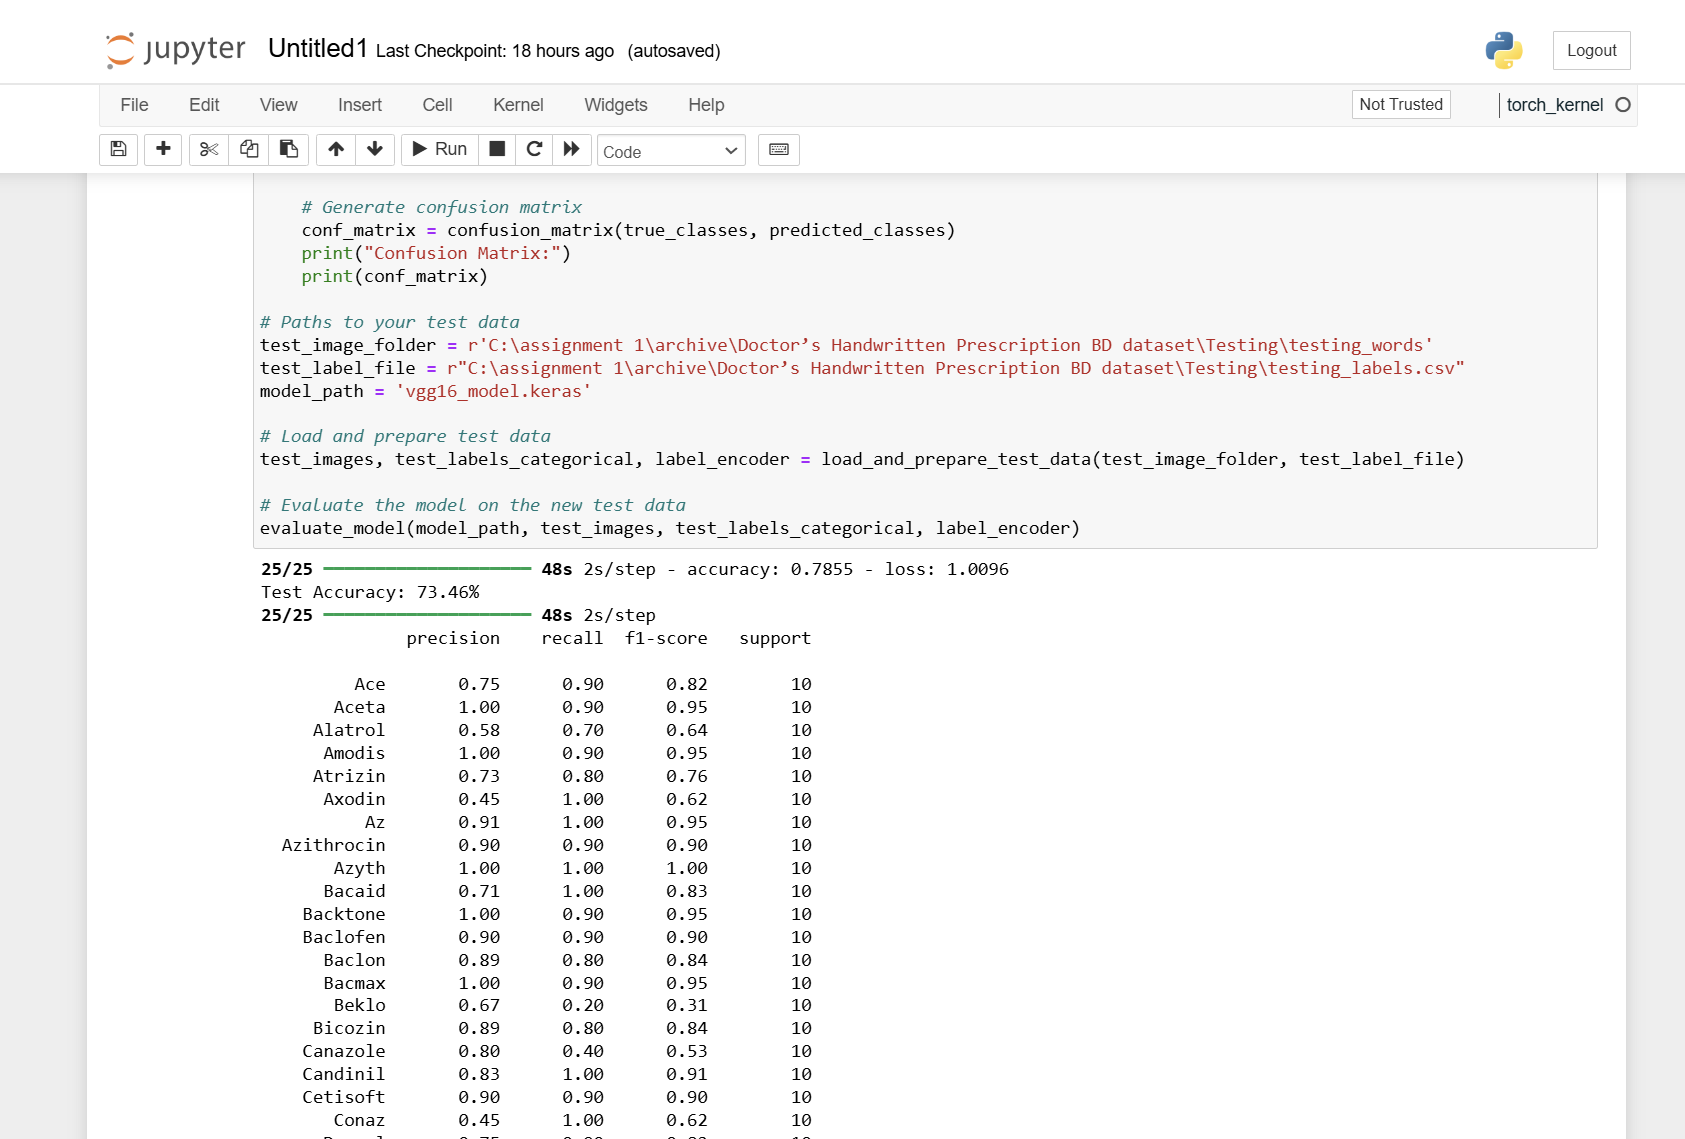 jupyter Untitled1 Last Checkpoint: 18 hours ago (autosaved) Logout
File Edit View Insert Cell Kernel Widgets Help Not Trusted torch_kernel
Run Code
# Generate confusion matrix
conf_matrix = confusion_matrix(true_classes, predicted_classes)
print("Confusion Matrix:")
print(conf_matrix)
# Paths to your test data
test_image_folder = r'C:\assignment 1\archive\Doctor’s Handwritten Prescription BD dataset\Testing\testing_words'
test_label_file = r"C:\assignment 1\archive\Doctor’s Handwritten Prescription BD dataset\Testing\testing_labels.csv"
model_path = 'vgg16_model.keras'
# Load and prepare test data
test_images, test_labels_categorical, label_encoder = load_and_prepare_test_data(test_image_folder, test_label_file)
# Evaluate the model on the new test data
evaluate_model(model_path, test_images, test_labels_categorical, label_encoder)
25/25 48s 2s/step - accuracy: 0.7855 - loss: 1.0096
Test Accuracy: 73.46%
25/25 48s 2s/step
precision recall f1-score support
Ace 0.75 0.90 0.82 10
Aceta 1.00 0.90 0.95 10
Alatrol 0.58 0.70 0.64 10
Amodis 1.00 0.90 0.95 10
Atrizin 0.73 0.80 0.76 10
Axodin 0.45 1.00 0.62 10
Az 0.91 1.00 0.95 10
Azithrocin 0.90 0.90 0.90 10
Azyth 1.00 1.00 1.00 10
Bacaid 0.71 1.00 0.83 10
Backtone 1.00 0.90 0.95 10
Baclofen 0.90 0.90 0.90 10
Baclon 0.89 0.80 0.84 10
Bacmax 1.00 0.90 0.95 10
Beklo 0.67 0.20 0.31 10
Bicozin 0.89 0.80 0.84 10
Canazole 0.80 0.40 0.53 10
Candinil 0.83 1.00 0.91 10
Cetisoft 0.90 0.90 0.90 10
Conaz 0.45 1.00 0.62 10